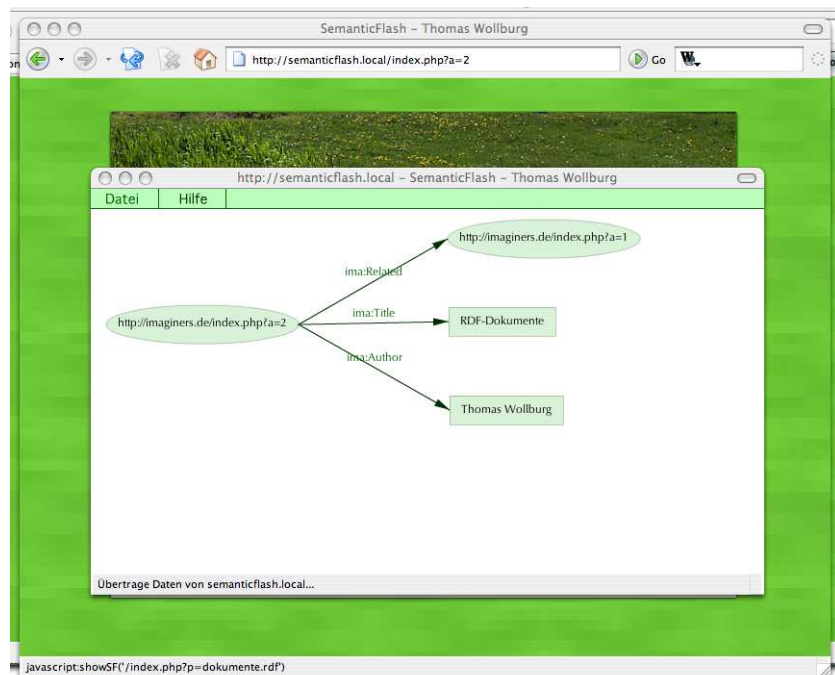 SemanticFlash – Thomas Wollburg
http://semanticflash.local/index.php?a=2
Go
W.
http://semanticflash.local – SemanticFlash – Thomas Wollburg
Datei
Hilfe
http://imaginers.de/index.php?a=1
ima:Related
ima:Title
RDF-Dokumente
http://imaginers.de/index.php?a=2
ima:Author
Thomas Wollburg
Übertrage Daten von semanticflash.local...
javascript:showSF('/index.php?p=dokumente.rdf')